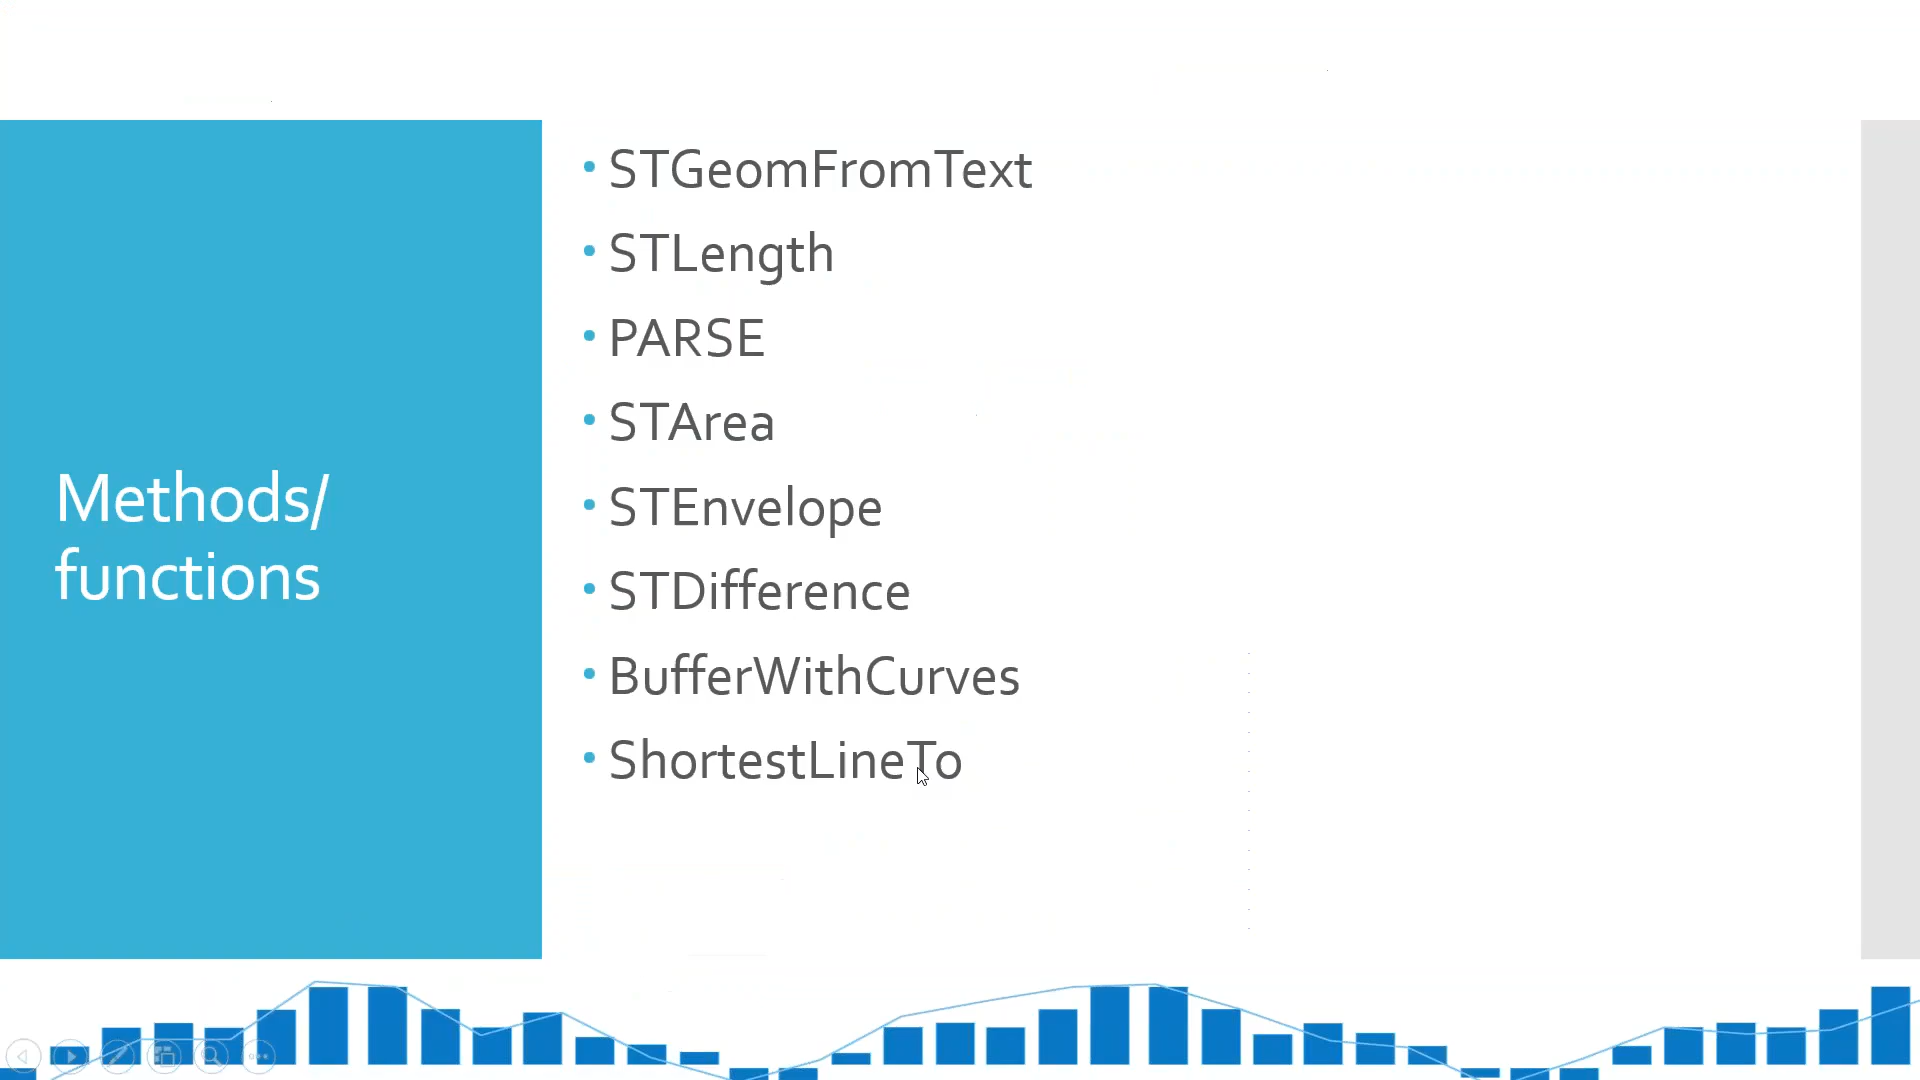 Methods/
functions
• STGeomFromText
• STLength
• PARSE
• STArea
• STEnvelope
• STDifference
• BufferWithCurves
• ShortestLineTo